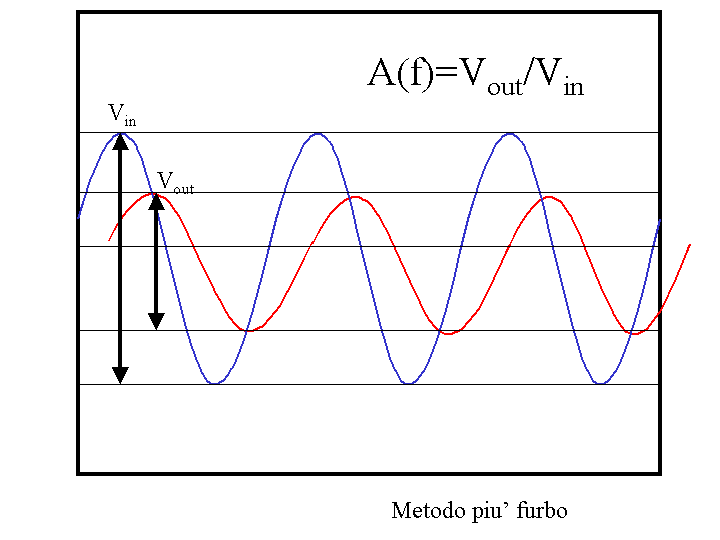 A(f)=Vout/Vin
Vin
Vout
Metodo piu’ furbo